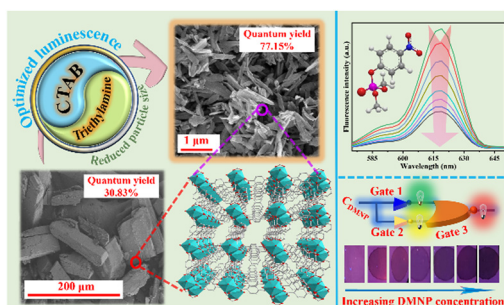 Optimized luminescence
CTAB
Triethylamine
Reduced particle size
Quantum yield
77.15%
1 μm
Quantum yield
30.83%
200 μm
Fluorescence intensity (a.u.)
585 600 615 630 645
Wavelength (nm)
Gate 1
C_DMNP
Gate 2
Gate 3
Increasing DMNP concentration